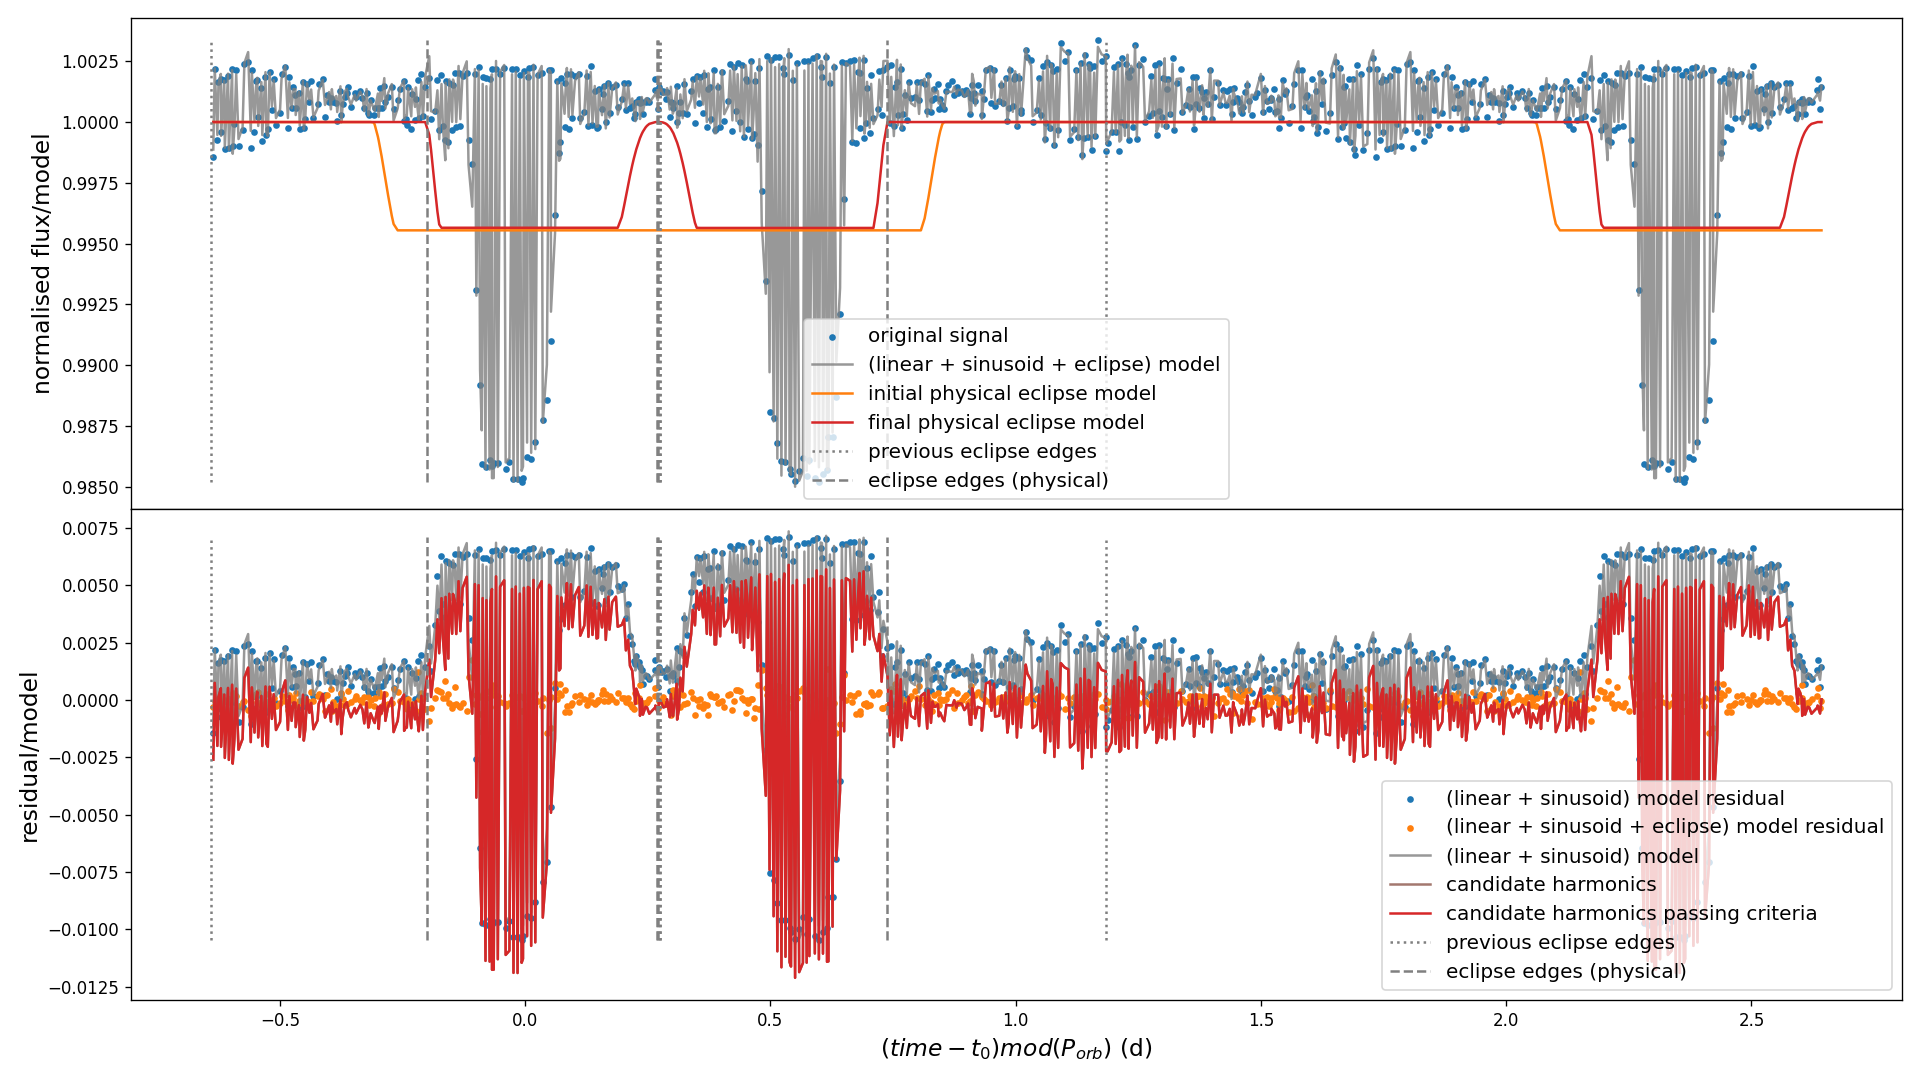 normalised flux/model
1.0025
1.0000
0.9975
0.9950
0.9925
0.9900
0.9875
0.9850
original signal
(linear + sinusoid + eclipse) model
initial physical eclipse model
final physical eclipse model
previous eclipse edges
eclipse edges (physical)
residual/model
0.0075
0.0050
0.0025
0.0000
−0.0025
−0.0050
−0.0075
−0.0100
−0.0125
(linear + sinusoid) model residual
(linear + sinusoid + eclipse) model residual
(linear + sinusoid) model
candidate harmonics
candidate harmonics passing criteria
previous eclipse edges
eclipse edges (physical)
−0.5 0.0 0.5 1.0 1.5 2.0 2.5
(time − t₀)mod(Pₒᵣb) (d)